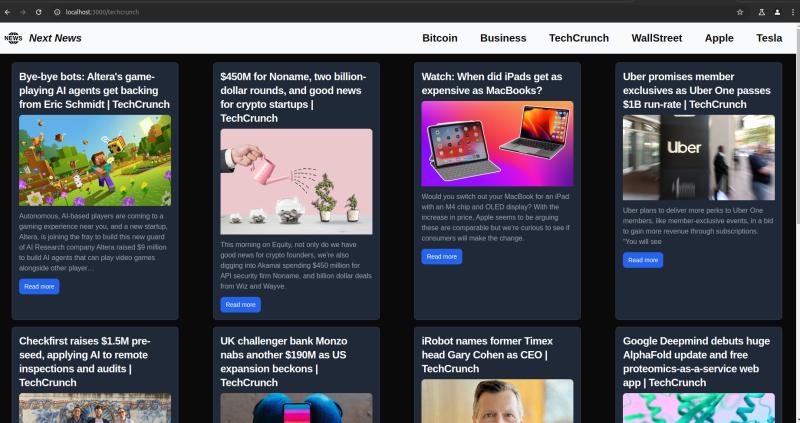 localhost:3000/techcrunch
NEWS Next News
Bitcoin Business TechCrunch WallStreet Apple Tesla
Bye-bye bots: Altera's game-
playing AI agents get backing
from Eric Schmidt | TechCrunch
Autonomous, AI-based players are coming to a
gaming experience near you, and a new startup,
Altera, is joining the fray to build this new guard
of AI Research company Altera raised $9 million
to build AI agents that can play video games
alongside other player…
Read more
$450M for Noname, two billion-
dollar rounds, and good news
for crypto startups |
TechCrunch
This morning on Equity, not only do we have
good news for crypto founders, we're also
digging into Akamai spending $450 million for
API security firm Noname, and billion dollar deals
from Wiz and Wayve.
Read more
Watch: When did iPads get as
expensive as MacBooks?
Would you switch out your MacBook for an iPad
with an M4 chip and OLED display? With the
increase in price, Apple seems to be arguing
these are comparable but we're curious to see if
consumers will make the change.
Read more
Uber promises member
exclusives as Uber One passes
$1B run-rate | TechCrunch
Uber
Uber plans to deliver more perks to Uber One
members, like member-exclusive events, in a bid
to gain more revenue through subscriptions.
“You will see
Read more
Checkfirst raises $1.5M pre-
seed, applying AI to remote
inspections and audits |
TechCrunch
UK challenger bank Monzo
nabs another $190M as US
expansion beckons |
TechCrunch
iRobot names former Timex
head Gary Cohen as CEO |
TechCrunch
Google Deepmind debuts huge
AlphaFold update and free
proteomics-as-a-service web
app | TechCrunch